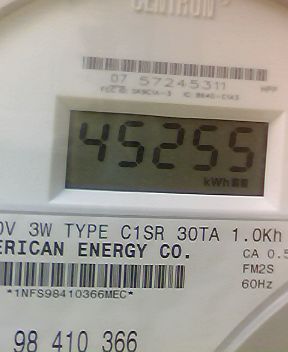 CENTRON
07 57245311
45255
kWh
0V 3W TYPE C1SR 30TA 1.0Kh
ERICAN ENERGY CO.
CA 0.5
FM2S
60Hz
*1NFS98410366MEC*
98 410 366